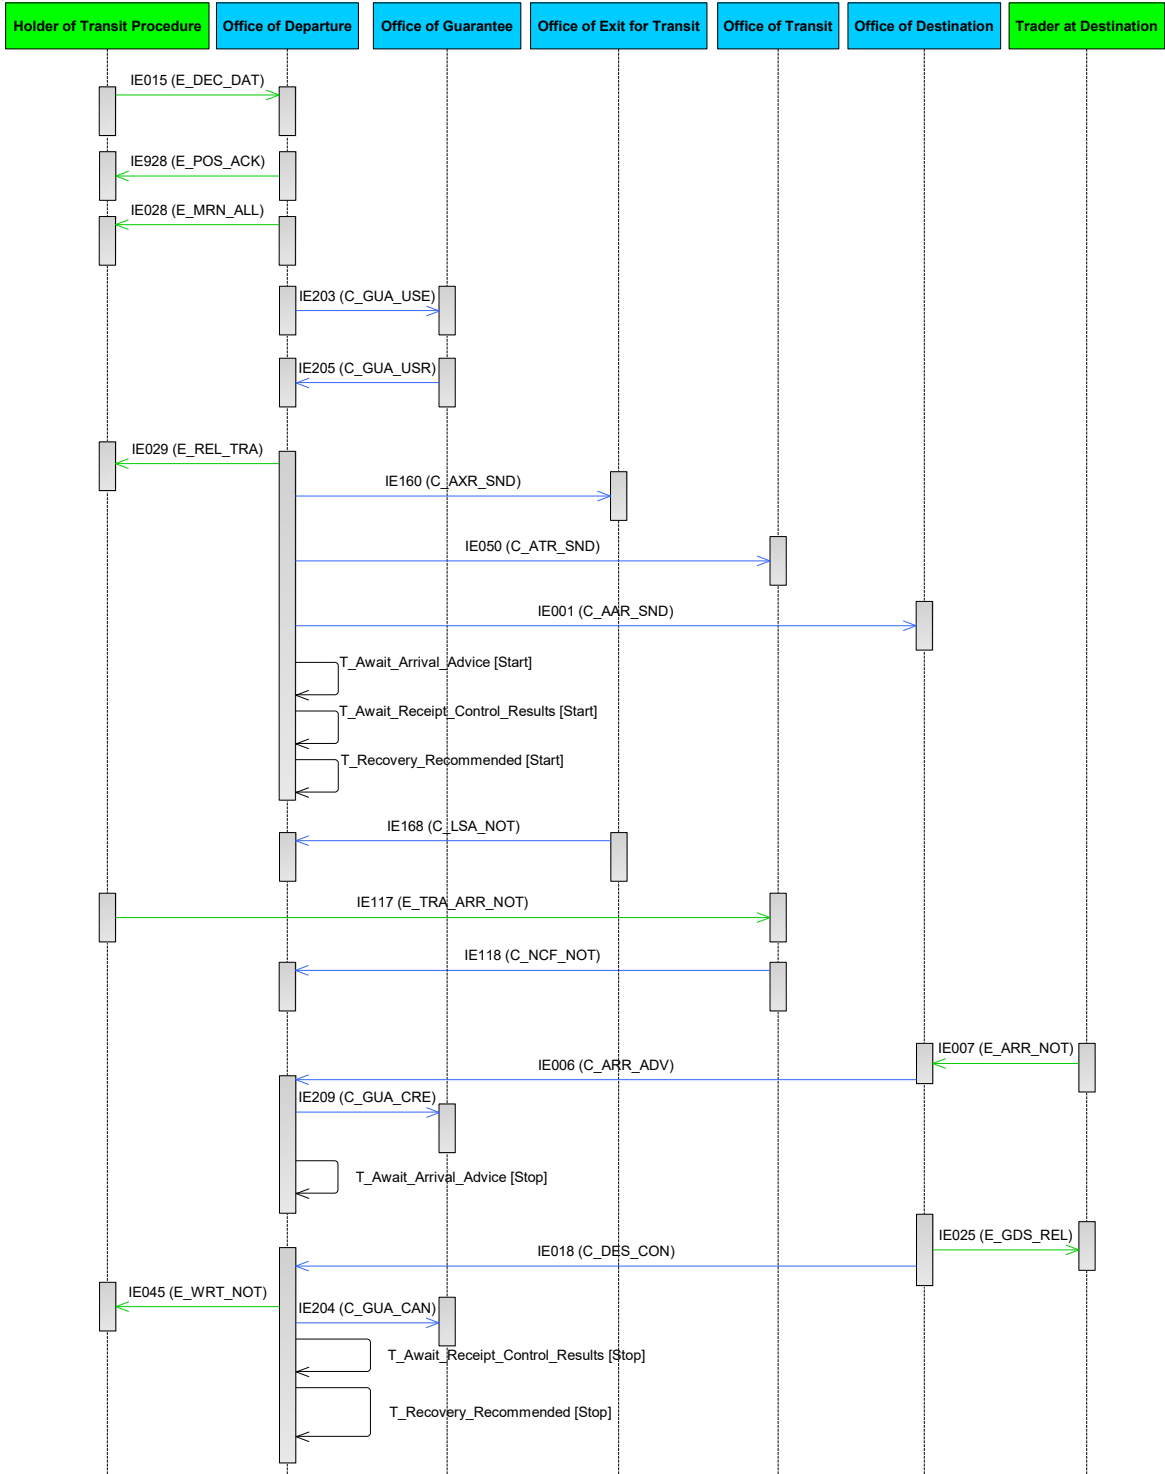 Holder of Transit Procedure
Office of Departure
Office of Guarantee
Office of Exit for Transit
Office of Transit
Office of Destination
Trader at Destination
IE015 (E_DEC_DAT)
IE928 (E_POS_ACK)
IE028 (E_MRN_ALL)
IE203 (C_GUA_USE)
IE205 (C_GUA_USR)
IE029 (E_REL_TRA)
IE160 (C_AXR_SND)
IE050 (C_ATR_SND)
IE001 (C_AAR_SND)
T_Await_Arrival_Advice [Start]
T_Await_Receipt_Control_Results [Start]
T_Recovery_Recommended [Start]
IE168 (C_LSA_NOT)
IE117 (E_TRA_ARR_NOT)
IE118 (C_NCF_NOT)
IE007 (E_ARR_NOT)
IE006 (C_ARR_ADV)
IE209 (C_GUA_CRE)
T_Await_Arrival_Advice [Stop]
IE025 (E_GDS_REL)
IE018 (C_DES_CON)
IE045 (E_WRT_NOT)
IE204 (C_GUA_CAN)
T_Await_Receipt_Control_Results [Stop]
T_Recovery_Recommended [Stop]